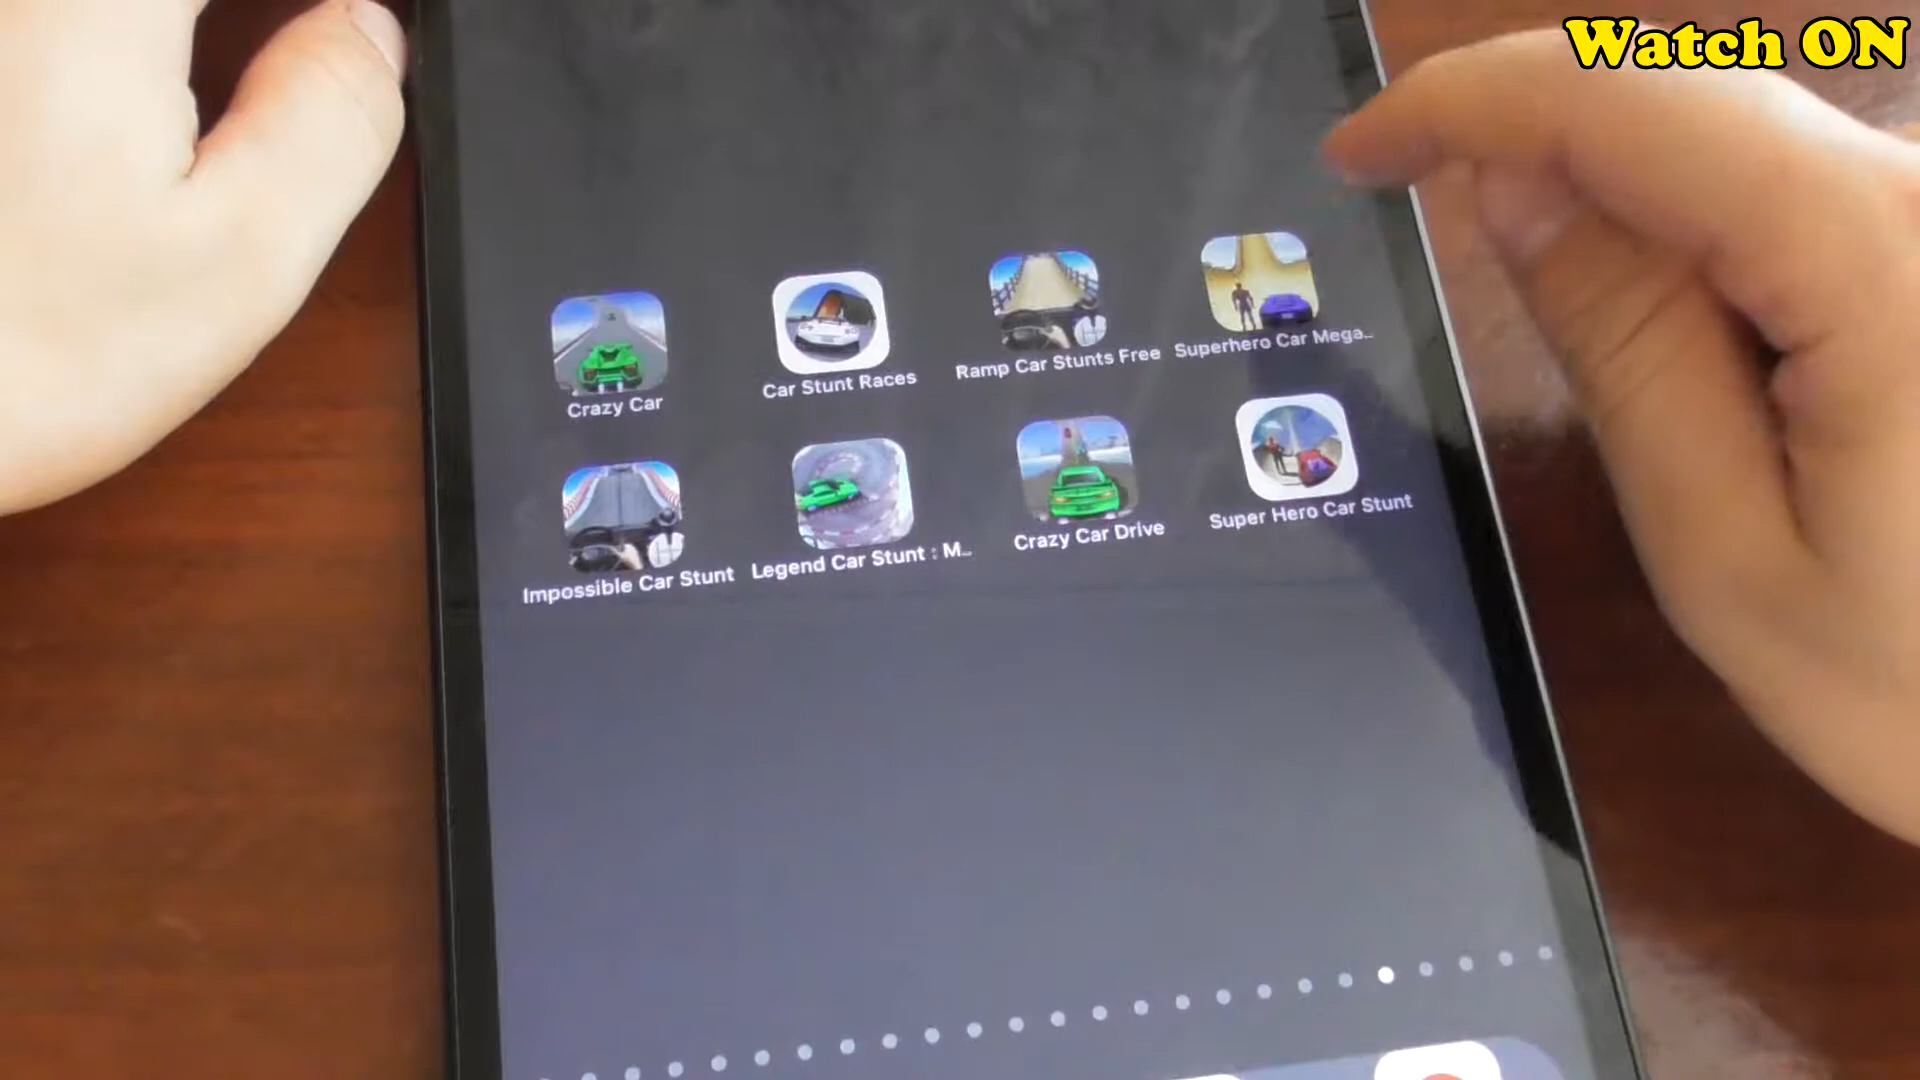 Watch ON
Crazy Car
Car Stunt Races
Ramp Car Stunts Free
Superhero Car Mega...
Impossible Car Stunt
Legend Car Stunt : M...
Crazy Car Drive
Super Hero Car Stunt